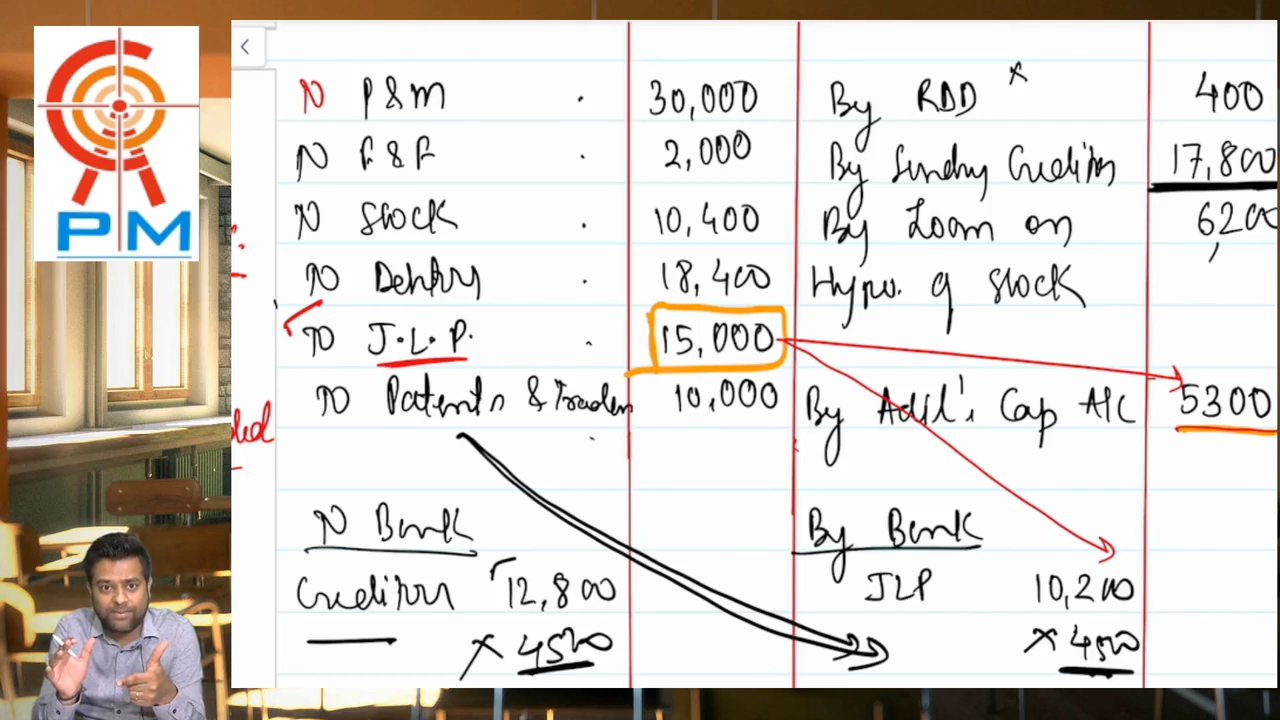 PM
To P&M 30,000 By RDD × 400
To F&F 2,000 By Sundry Creditors 17,800
To Stock 10,400 By Loan on 6,200
To Debtors 18,400 Hypo. of Stock
To J.L.P. 15,000
To Patents & Tradem 10,000 By Adjl's Cap A/c 5300
To Bank By Bank
Creditors 12,800 JLP 10,200
× 4500 × 4500